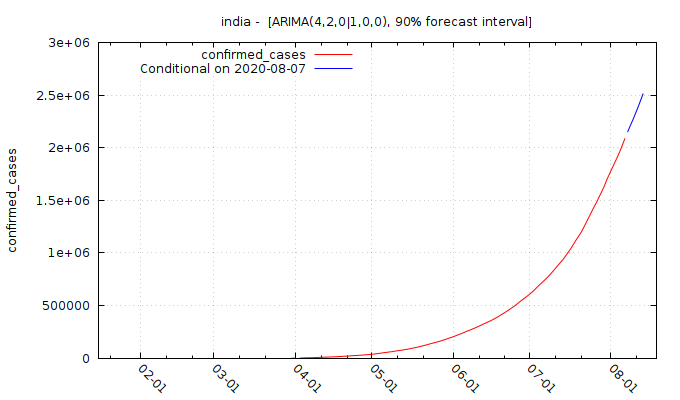 india -  [ARIMA(4,2,0|1,0,0), 90% forecast interval]
confirmed_cases
Conditional on 2020-08-07
3e+06
2.5e+06
2e+06
1.5e+06
1e+06
500000
0
confirmed_cases
02-01
03-01
04-01
05-01
06-01
07-01
08-01